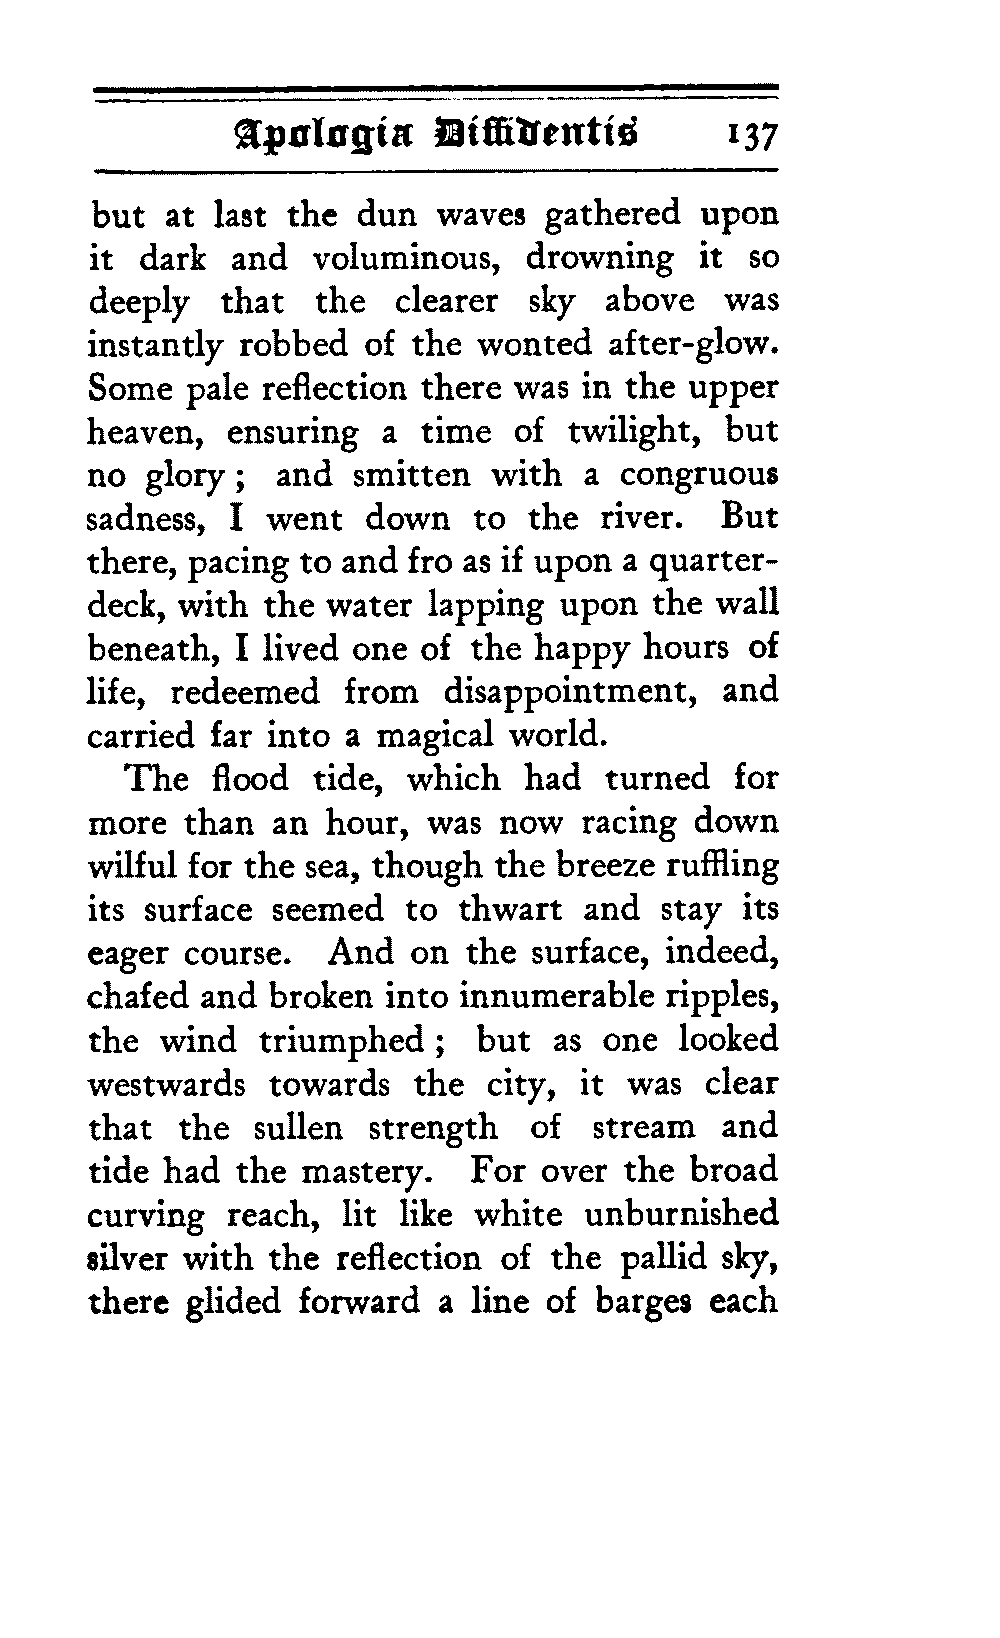 Apologia Diffidentis 137
but at last the dun waves gathered upon
it dark and voluminous, drowning it so
deeply that the clearer sky above was
instantly robbed of the wonted after-glow.
Some pale reflection there was in the upper
heaven, ensuring a time of twilight, but
no glory ; and smitten with a congruous
sadness, I went down to the river. But
there, pacing to and fro as if upon a quarter-
deck, with the water lapping upon the wall
beneath, I lived one of the happy hours of
life, redeemed from disappointment, and
carried far into a magical world.
The flood tide, which had turned for
more than an hour, was now racing down
wilful for the sea, though the breeze ruffling
its surface seemed to thwart and stay its
eager course. And on the surface, indeed,
chafed and broken into innumerable ripples,
the wind triumphed ; but as one looked
westwards towards the city, it was clear
that the sullen strength of stream and
tide had the mastery. For over the broad
curving reach, lit like white unburnished
silver with the reflection of the pallid sky,
there glided forward a line of barges each